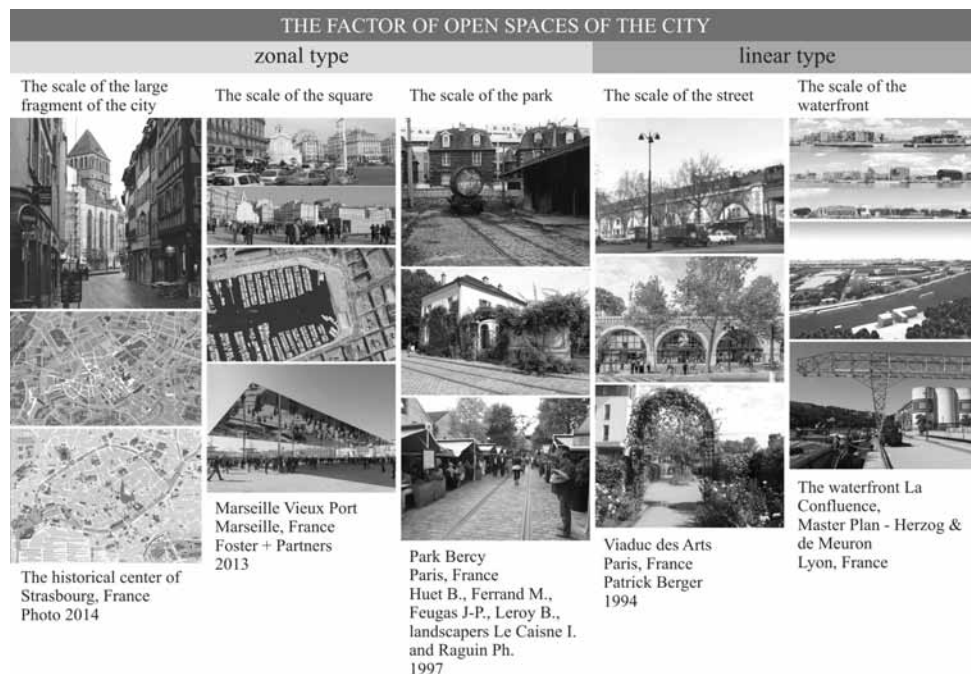 THE FACTOR OF OPEN SPACES OF THE CITY
zonal type
linear type
The scale of the large
fragment of the city
The scale of the square
The scale of the park
The scale of the street
The scale of the
waterfront
The historical center of
Strasbourg, France
Photo 2014
Marseille Vieux Port
Marseille, France
Foster + Partners
2013
Park Bercy
Paris, France
Huet B., Ferrand M.,
Feugas J-P., Leroy B.,
landscapers Le Caisne I.
and Raguin Ph.
1997
Viaduc des Arts
Paris, France
Patrick Berger
1994
The waterfront La
Confluence,
Master Plan - Herzog &
de Meuron
Lyon, France